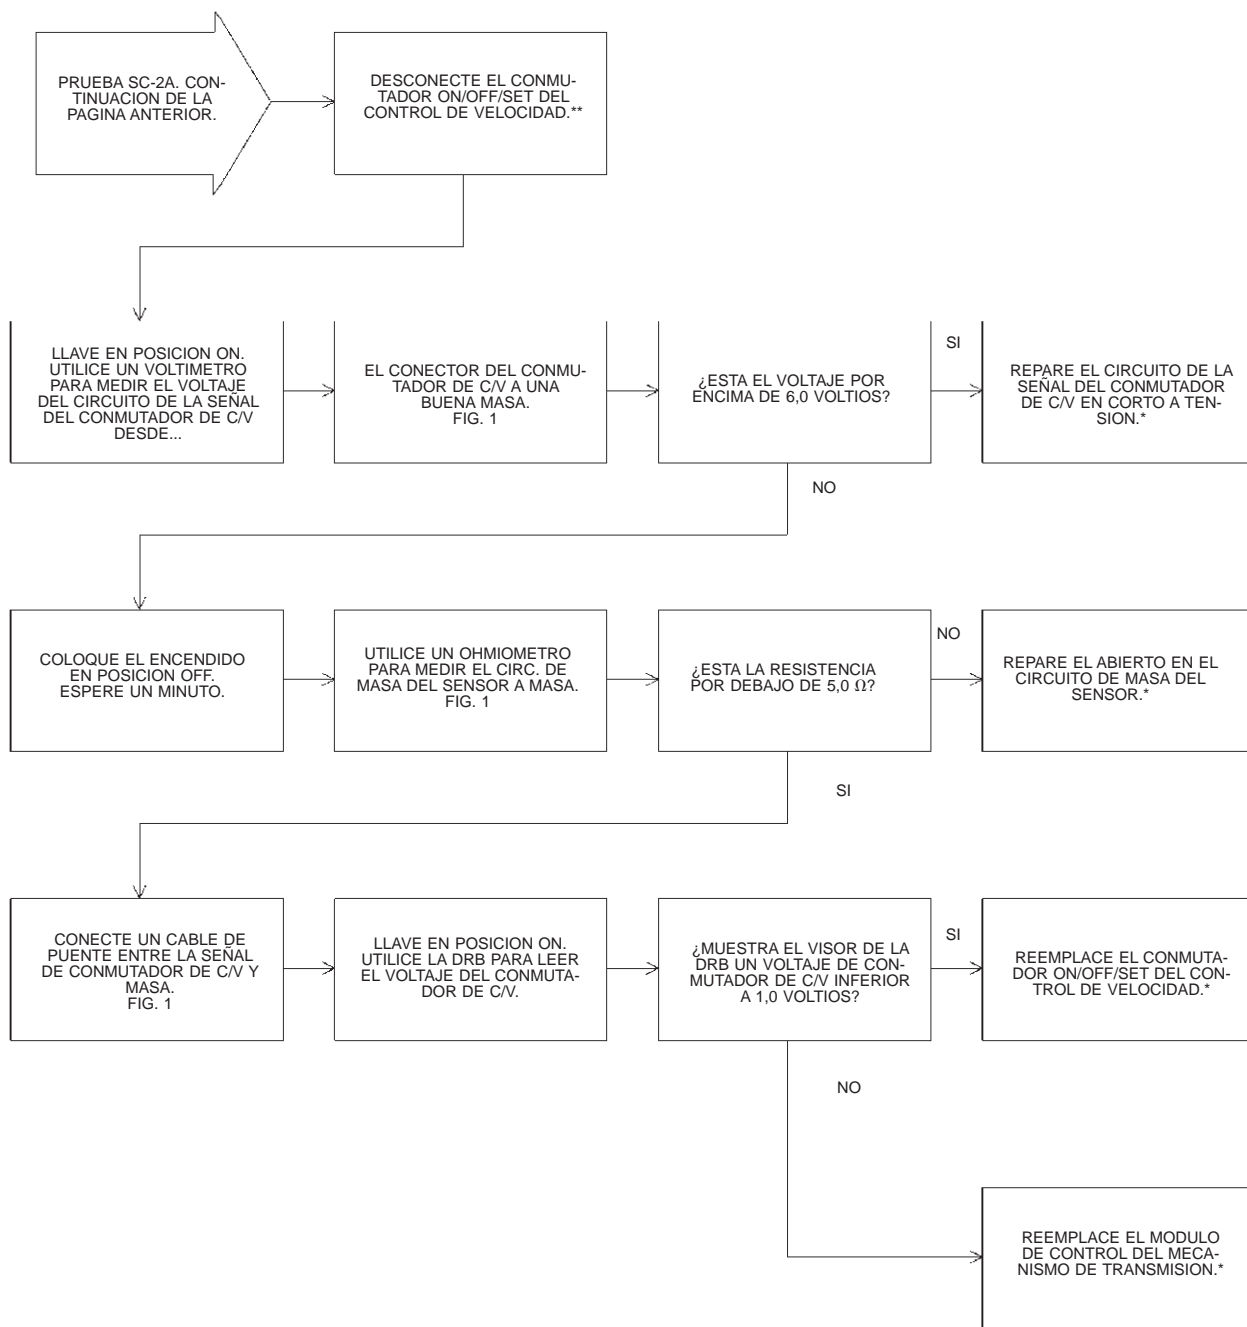 PRUEBA SC-2A. CON-
TINUACION DE LA
PAGINA ANTERIOR.
DESCONECTE EL CONMU-
TADOR ON/OFF/SET DEL
CONTROL DE VELOCIDAD.**
LLAVE EN POSICION ON.
UTILICE UN VOLTIMETRO
PARA MEDIR EL VOLTAJE
DEL CIRCUITO DE LA SEÑAL
DEL CONMUTADOR DE C/V
DESDE...
EL CONECTOR DEL CONMU-
TADOR DE C/V A UNA
BUENA MASA.
FIG. 1
¿ESTA EL VOLTAJE POR
ENCIMA DE 6,0 VOLTIOS?
SI
REPARE EL CIRCUITO DE LA
SEÑAL DEL CONMUTADOR
DE C/V EN CORTO A TEN-
SION.*
NO
COLOQUE EL ENCENDIDO
EN POSICION OFF.
ESPERE UN MINUTO.
UTILICE UN OHMIOMETRO
PARA MEDIR EL CIRC. DE
MASA DEL SENSOR A MASA.
FIG. 1
¿ESTA LA RESISTENCIA
POR DEBAJO DE 5,0 Ω?
NO
REPARE EL ABIERTO EN EL
CIRCUITO DE MASA DEL
SENSOR.*
SI
CONECTE UN CABLE DE
PUENTE ENTRE LA SEÑAL
DE CONMUTADOR DE C/V Y
MASA.
FIG. 1
LLAVE EN POSICION ON.
UTILICE LA DRB PARA LEER
EL VOLTAJE DEL CONMUTA-
DOR DE C/V.
¿MUESTRA EL VISOR DE LA
DRB UN VOLTAJE DE CON-
MUTADOR DE C/V INFERIOR
A 1,0 VOLTIOS?
SI
REEMPLACE EL CONMUTA-
DOR ON/OFF/SET DEL CON-
TROL DE VELOCIDAD.*
NO
REEMPLACE EL MODULO
DE CONTROL DEL MECA-
NISMO DE TRANSMISION.*